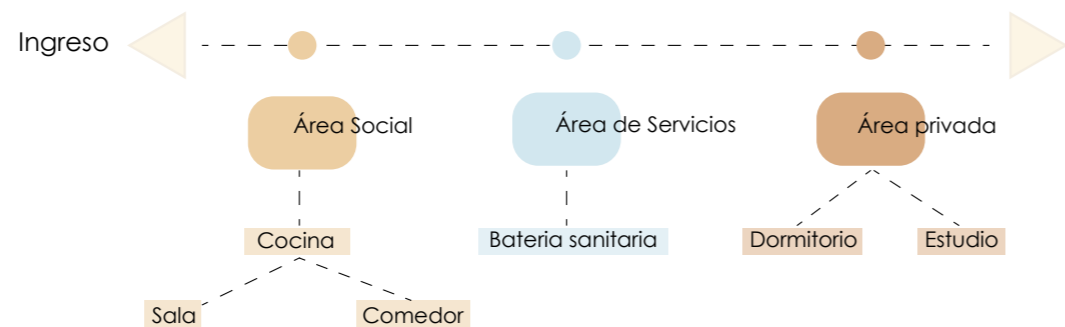 Ingreso
Área Social
Área de Servicios
Área privada
Cocina
Bateria sanitaria
Dormitorio
Estudio
Sala
Comedor